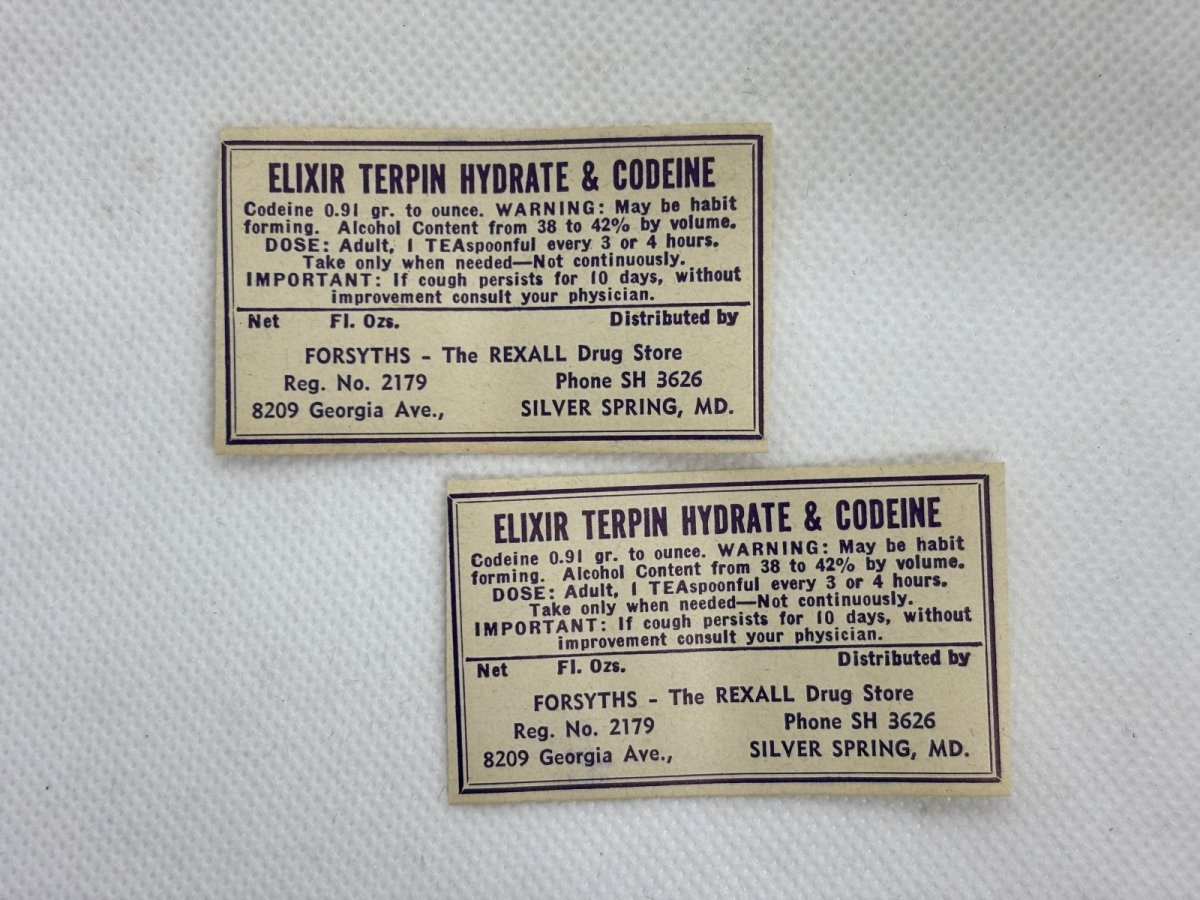 ELIXIR TERPIN HYDRATE & CODEINE
Codeine 0.91 gr. to ounce. WARNING: May be habit
forming. Alcohol Content from 38 to 42% by volume.
DOSE: Adult, 1 TEAspoonful every 3 or 4 hours.
Take only when needed—Not continuously.
IMPORTANT: If cough persists for 10 days, without
improvement consult your physician.
Net Fl. Ozs. Distributed by
FORSYTHS - The REXALL Drug Store
Reg. No. 2179 Phone SH 3626
8209 Georgia Ave., SILVER SPRING, MD.
ELIXIR TERPIN HYDRATE & CODEINE
Codeine 0.91 gr. to ounce. WARNING: May be habit
forming. Alcohol Content from 38 to 42% by volume.
DOSE: Adult, 1 TEAspoonful every 3 or 4 hours.
Take only when needed—Not continuously.
IMPORTANT: If cough persists for 10 days, without
improvement consult your physician.
Net Fl. Ozs. Distributed by
FORSYTHS - The REXALL Drug Store
Reg. No. 2179 Phone SH 3626
8209 Georgia Ave., SILVER SPRING, MD.